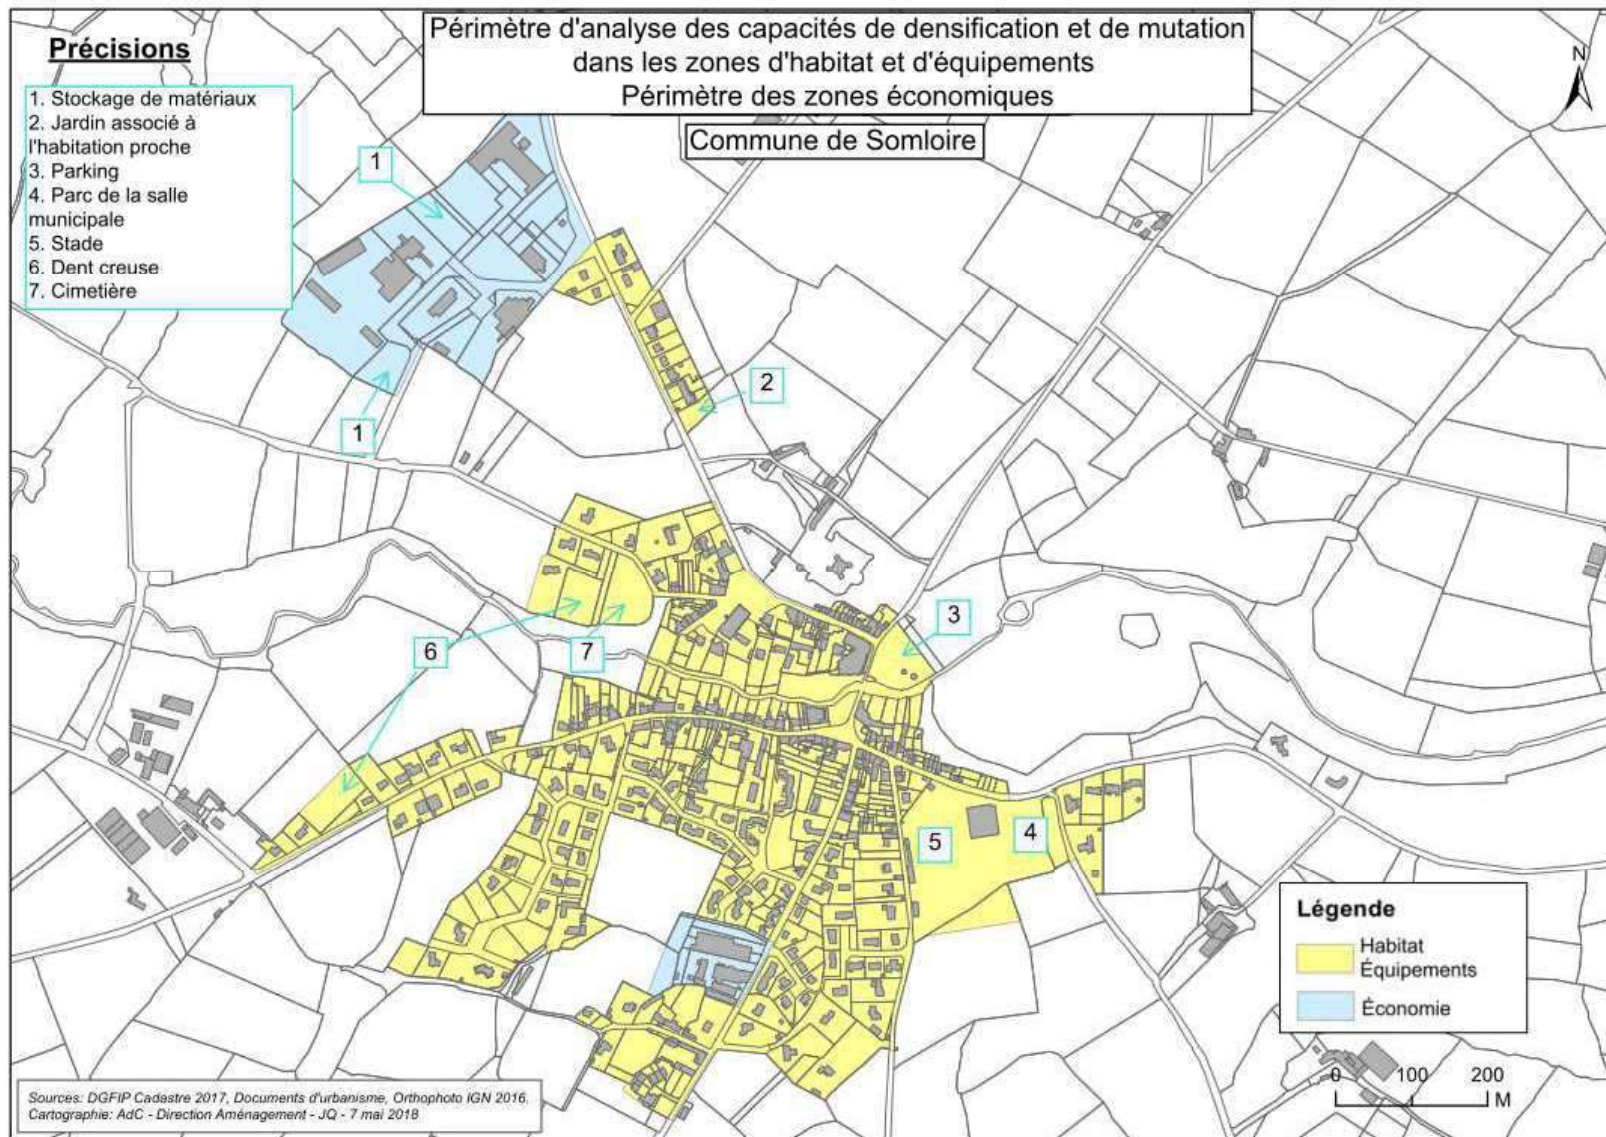 Périmètre d'analyse des capacités de densification et de mutation
dans les zones d'habitat et d'équipements
Périmètre des zones économiques
Commune de Somloire
Précisions
1. Stockage de matériaux
2. Jardin associé à
l'habitation proche
3. Parking
4. Parc de la salle
municipale
5. Stade
6. Dent creuse
7. Cimetière
N
1
1
2
3
6
7
5
4
Légende
Habitat
Équipements
Économie
0 100 200
M
Sources: DGFIP Cadastre 2017, Documents d'urbanisme, Orthophoto IGN 2016.
Cartographie: AdC - Direction Aménagement - JQ - 7 mai 2018